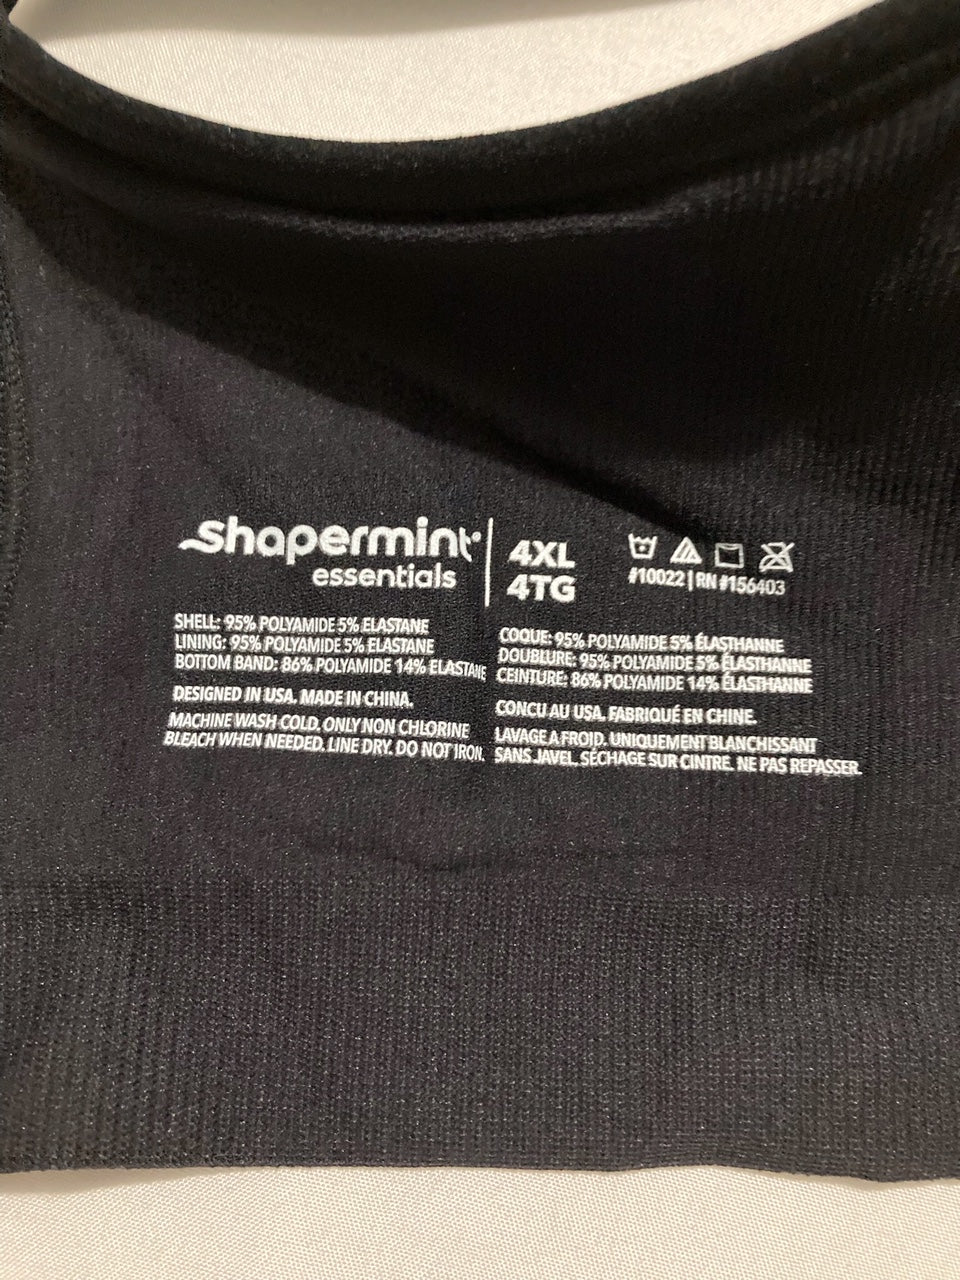 shapermint
essentials
4XL
4TG
#10022 | RN #156403
SHELL: 95% POLYAMIDE 5% ELASTANE
LINING: 95% POLYAMIDE 5% ELASTANE
BOTTOM BAND: 86% POLYAMIDE 14% ELASTANE
DESIGNED IN USA. MADE IN CHINA.
MACHINE WASH COLD. ONLY NON CHLORINE
BLEACH WHEN NEEDED. LINE DRY. DO NOT IRON.
COQUE: 95% POLYAMIDE 5% ÉLASTHANNE
DOUBLURE: 95% POLYAMIDE 5% ÉLASTHANNE
CEINTURE: 86% POLYAMIDE 14% ÉLASTHANNE
CONCU AU USA. FABRIQUÉ EN CHINE.
LAVAGE A FROID. UNIQUEMENT BLANCHISSANT
SANS JAVEL. SÉCHAGE SUR CINTRE. NE PAS REPASSER.